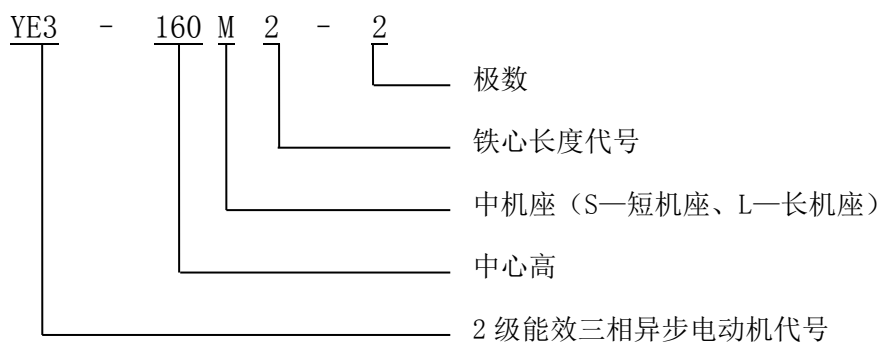 YE3 - 160 M 2 - 2
极数
铁心长度代号
中机座（S—短机座、L—长机座）
中心高
2级能效三相异步电动机代号